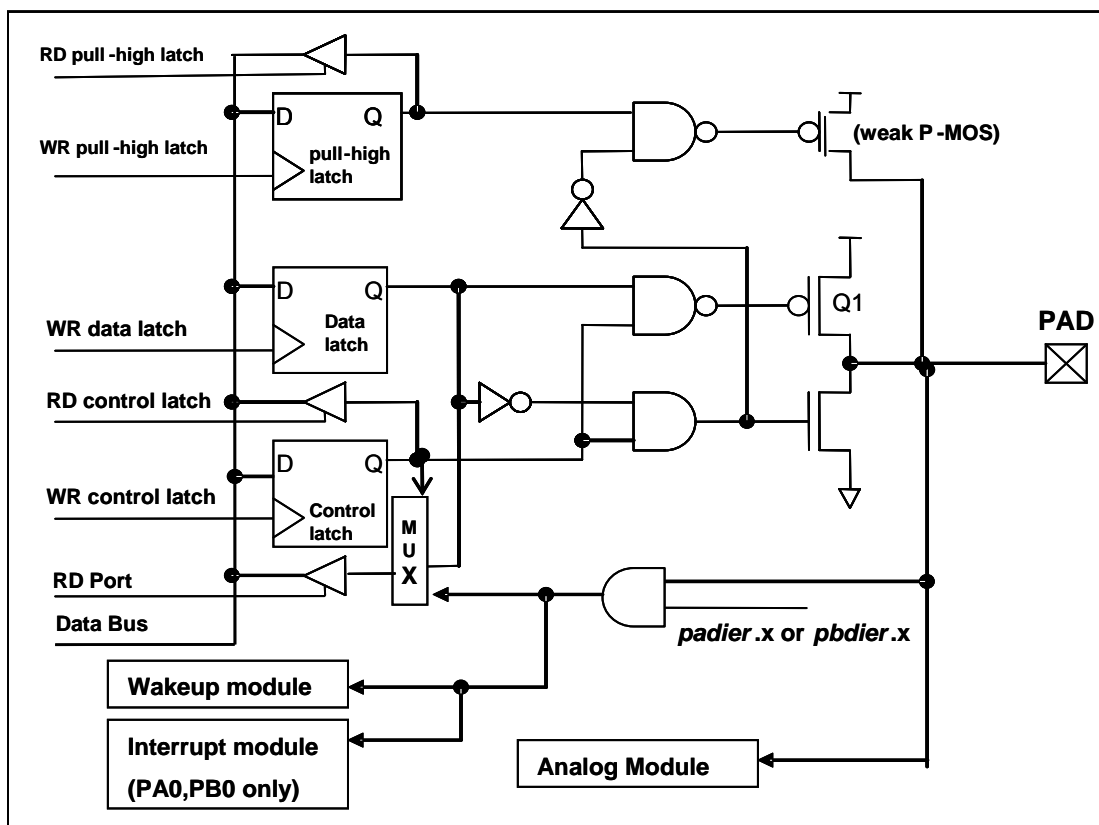 RD pull-high latch
D
Q
WR pull-high latch
pull-high
latch
(weak P-MOS)
D
Q
Data
latch
WR data latch
Q1
PAD
RD control latch
D
Q
WR control latch
Control
latch
M
U
X
RD Port
Data Bus
padier.x or pbdier.x
Wakeup module
Interrupt module
(PA0,PB0 only)
Analog Module